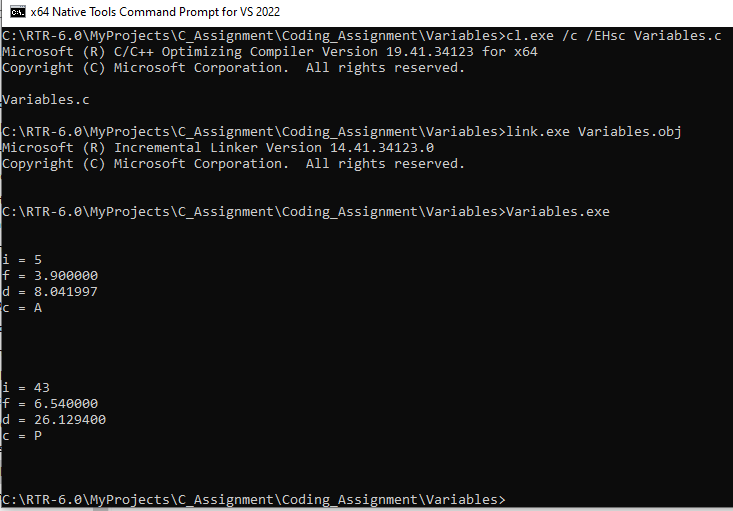 x64 Native Tools Command Prompt for VS 2022
C:\RTR-6.0\MyProjects\C_Assignment\Coding_Assignment\Variables>cl.exe /c /EHsc Variables.c
Microsoft (R) C/C++ Optimizing Compiler Version 19.41.34123 for x64
Copyright (C) Microsoft Corporation.  All rights reserved.
Variables.c
C:\RTR-6.0\MyProjects\C_Assignment\Coding_Assignment\Variables>link.exe Variables.obj
Microsoft (R) Incremental Linker Version 14.41.34123.0
Copyright (C) Microsoft Corporation.  All rights reserved.
C:\RTR-6.0\MyProjects\C_Assignment\Coding_Assignment\Variables>Variables.exe
i = 5
f = 3.900000
d = 8.041997
c = A
i = 43
f = 6.540000
d = 26.129400
c = P
C:\RTR-6.0\MyProjects\C_Assignment\Coding_Assignment\Variables>